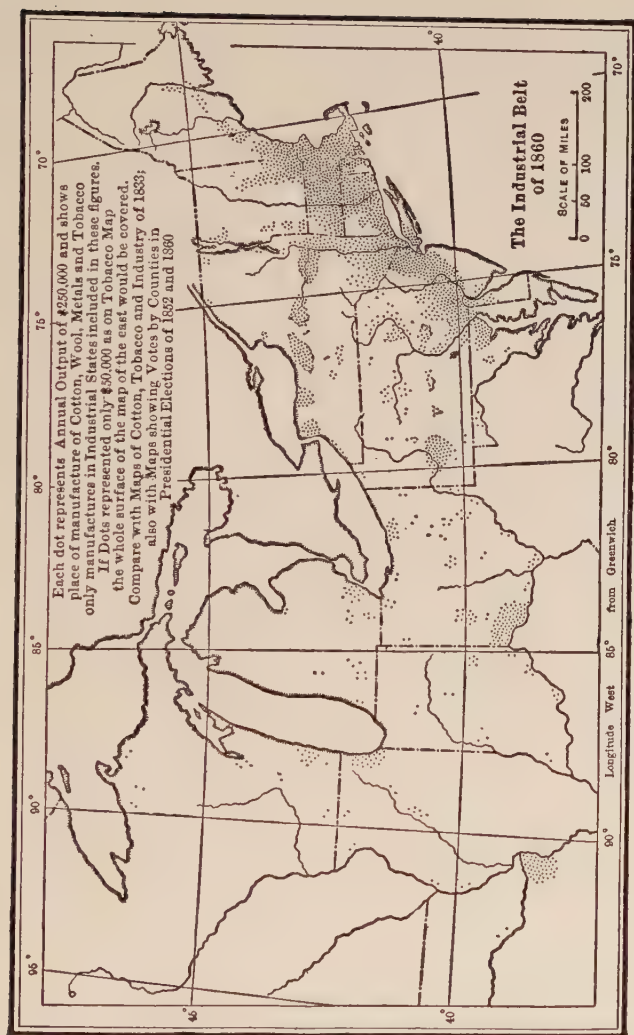 Each dot represents Annual Output of $250,000 and shows
place of manufacture of Cotton, Wool, Metals and Tobacco
only manufactures in Industrial States included in these figures.
If Dots represented only $50.000 as on Tobacco Map
the whole surface of the map of the east would be covered.
Compare with Maps of Cotton, Tobacco and Industry of 1833;
also with Maps showing Votes by Counties in
Presidential Elections of 1852 and 1860
95°
90°
85°
80°
75°
70°
45°
45°
40°
40°
The Industrial Belt
of 1860
SCALE OF MILES
0 50 100 200
90°
Longitude West
85°
from Greenwich
80°
75°
70°